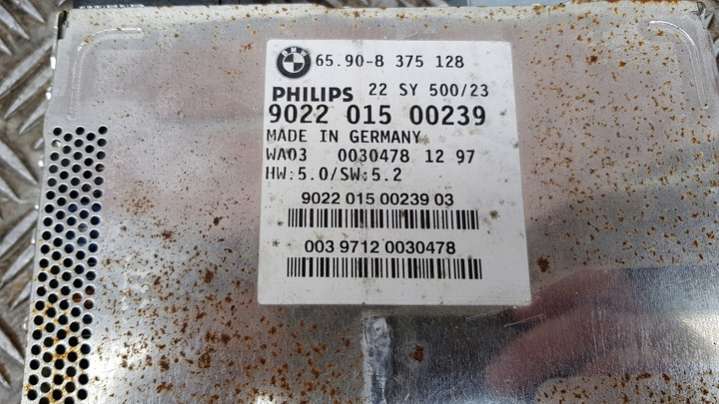 BMW
65.90-8 375 128
PHILIPS 22 SY 500/23
9022 015 00239
MADE IN GERMANY
WA03 0030478 12 97
HW:5.0/SW:5.2
9022 015 00239 03
003 9712 0030478